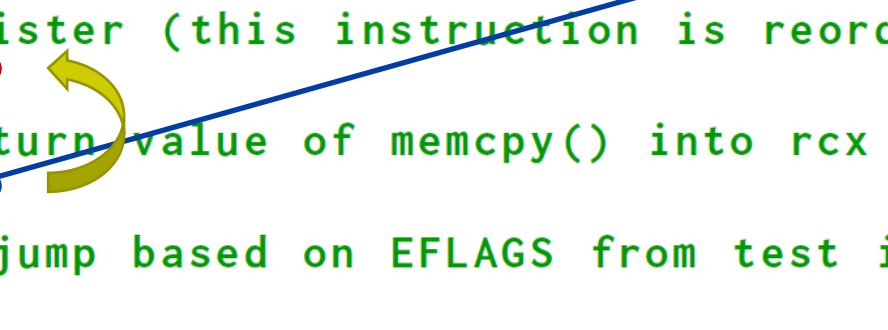 ister (this instruction is reord
turn value of memcpy() into rcx
jump based on EFLAGS from test i